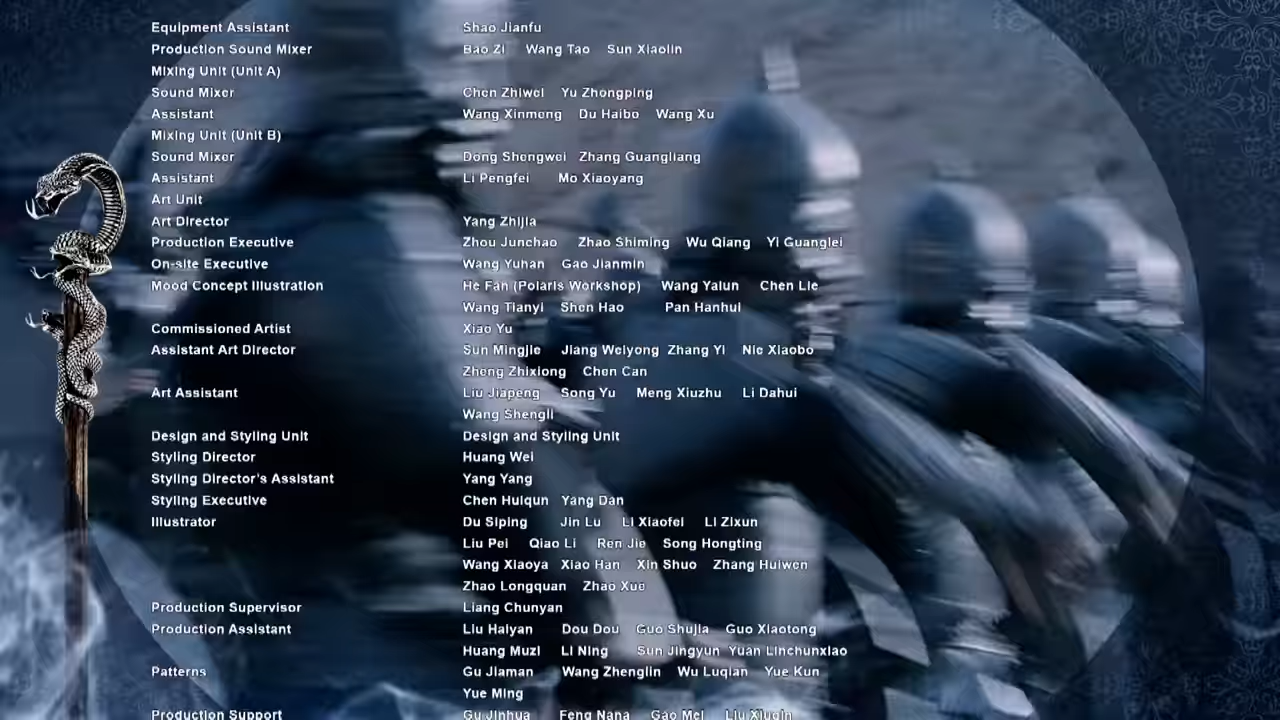 Equipment Assistant Shao Jianfu
Production Sound Mixer Bao Zi Wang Tao Sun Xiaolin
Mixing Unit (Unit A)
Sound Mixer Chen Zhiwei Yu Zhongping
Assistant Wang Xinmeng Du Haibo Wang Xu
Mixing Unit (Unit B)
Sound Mixer Dong Shengwei Zhang Guangliang
Assistant Li Pengfei Mo Xiaoyang
Art Unit
Art Director Yang Zhijia
Production Executive Zhou Junchao Zhao Shiming Wu Qiang Yi Guanglei
On-site Executive Wang Yuhan Gao Jianmin
Mood Concept Illustration He Fan (Polaris Workshop) Wang Yalun Chen Lie
Wang Tianyi Shen Hao Pan Hanhui
Commissioned Artist Xiao Yu
Assistant Art Director Sun Mingjie Jiang Weiyong Zhang Yi Nie Xiaobo
Zheng Zhixiong Chen Can
Art Assistant Liu Jiapeng Song Yu Meng Xiuzhu Li Dahui
Wang Shengli
Design and Styling Unit Design and Styling Unit
Styling Director Huang Wei
Styling Director's Assistant Yang Yang
Styling Executive Chen Huiqun Yang Dan
Illustrator Du Siping Jin Lu Li Xiaofei Li Zixun
Liu Pei Qiao Li Ren Jie Song Hongting
Wang Xiaoya Xiao Han Xin Shuo Zhang Huiwen
Zhao Longquan Zhao Xue
Production Supervisor Liang Chunyan
Production Assistant Liu Haiyan Dou Dou Guo Shujia Guo Xiaotong
Huang Muzi Li Ning Sun Jingyun Yuan Linchunxiao
Patterns Gu Jiaman Wang Zhenglin Wu Luqian Yue Kun
Yue Ming
Production Support Gu Jinhua Feng Nana Gao Mei Liu Xiuqin